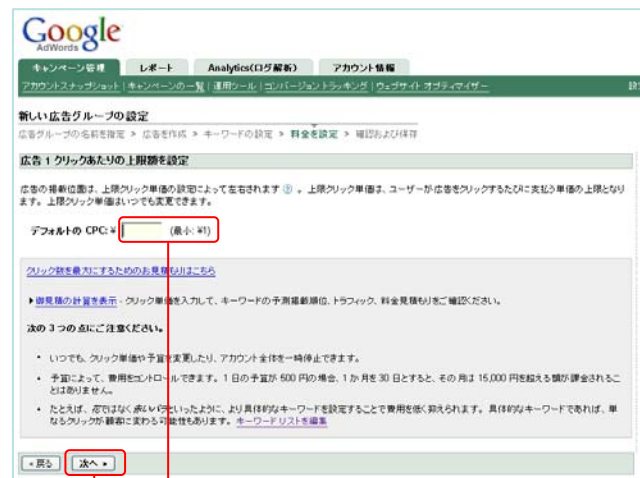 Google
AdWords
キャンペーン管理 レポート Analytics(ログ解析) アカウント情報
アカウントスナップショット | キャンペーンの一覧 | 運用ツール | コンバージョントラッキング | ウェブサイト オプティマイザー
新しい広告グループの設定
広告グループの名前を指定 > 広告を作成 > キーワードの設定 > 料金を設定 > 確認および保存
広告 1 クリックあたりの上限額を設定
広告の掲載位置は、上限クリック単価の設定によって左右されます ? 。上限クリック単価は、ユーザーが広告をクリックするたびに支払う単価の上限となり
ます。上限クリック単価はいつでも変更できます。
デフォルトの CPC: ¥ (最小: ¥1)
クリック数を最大にするためのお見積もりはこちら
▶御見積の計算を表示 - クリック単価を入力して、キーワードの予測掲載順位、トラフィック、料金見積もりをご確認ください。
次の 3 つの点にご注意ください。
• いつでも、クリック単価や予算を変更したり、アカウント全体を一時停止できます。
• 予算によって、費用をコントロールできます。1 日の予算が 500 円の場合、1 か月を 30 日とすると、その月は 15,000 円を超える額が課金されるこ
とはありません。
• たとえば、花ではなく赤いバラといったように、より具体的なキーワードを設定することで費用を低く抑えられます。具体的なキーワードであれば、単
なるクリックが顧客に変わる可能性もあります。 キーワード リストを編集
« 戻る 次へ »